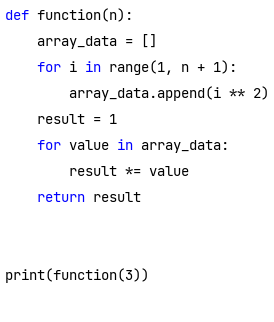 def function(n):
    array_data = []
    for i in range(1, n + 1):
        array_data.append(i ** 2)
    result = 1
    for value in array_data:
        result *= value
    return result


print(function(3))